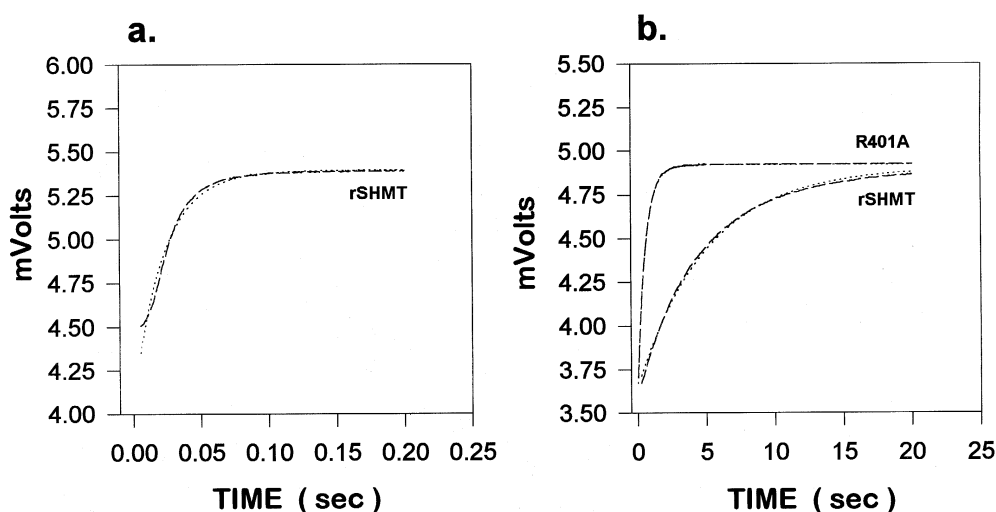 a.
6.00
5.75
5.50
5.25
5.00
4.75
4.50
4.25
4.00
mVolts
rSHMT
0.00 0.05 0.10 0.15 0.20 0.25
TIME ( sec )
b.
5.50
5.25
5.00
4.75
4.50
4.25
4.00
3.75
3.50
mVolts
R401A
rSHMT
0 5 10 15 20 25
TIME ( sec )